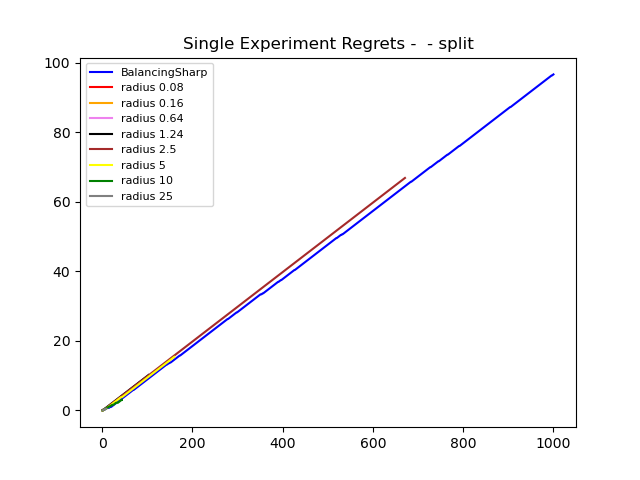 Single Experiment Regrets -  - split
100
80
60
40
20
0
BalancingSharp
radius 0.08
radius 0.16
radius 0.64
radius 1.24
radius 2.5
radius 5
radius 10
radius 25
0 200 400 600 800 1000